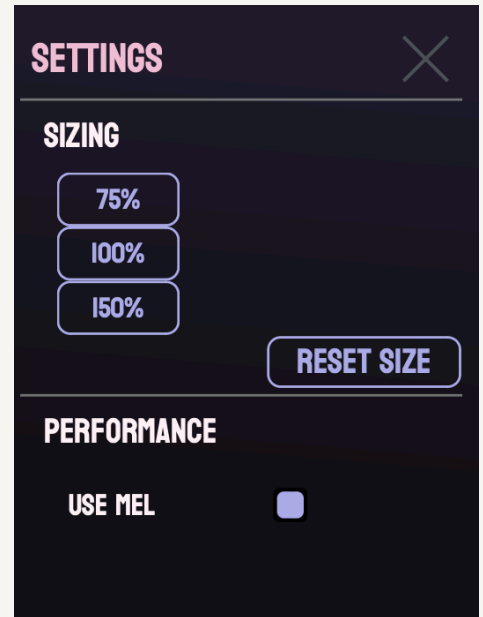 SETTINGS
SIZING
75%
100%
150%
RESET SIZE
PERFORMANCE
USE MEL